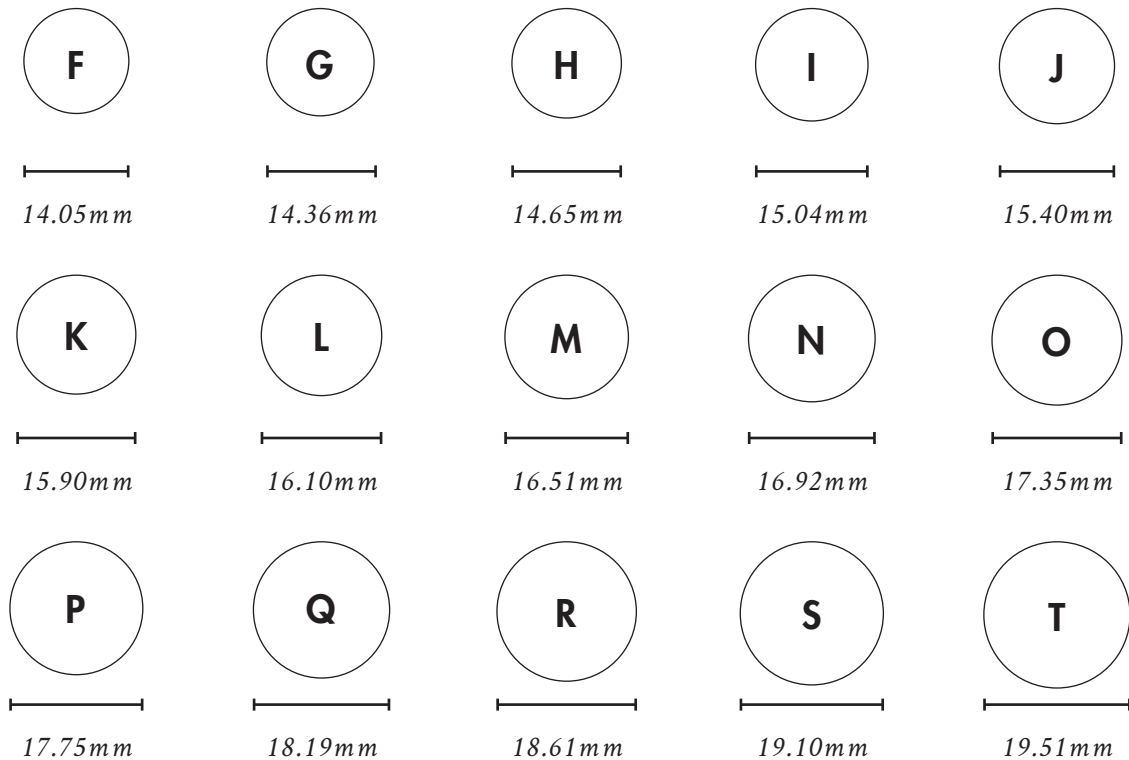 F G H I J
14.05mm 14.36mm 14.65mm 15.04mm 15.40mm
K L M N O
15.90mm 16.10mm 16.51mm 16.92mm 17.35mm
P Q R S T
17.75mm 18.19mm 18.61mm 19.10mm 19.51mm